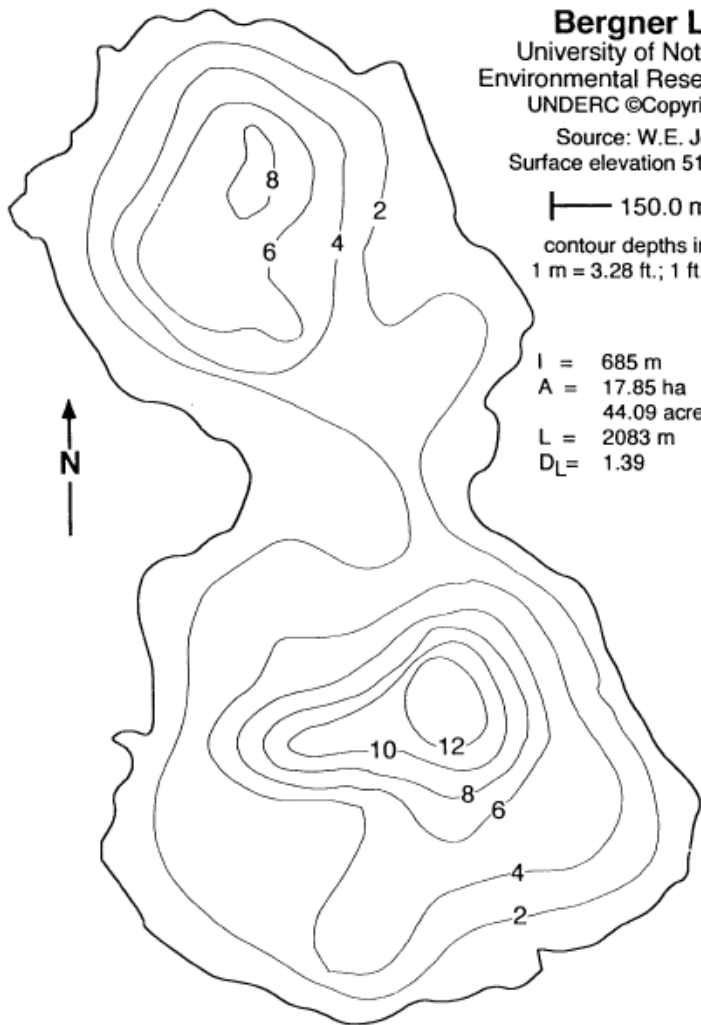 Bergner L
University of Not
Environmental Rese
UNDERC ©Copyri
Source: W.E. J
Surface elevation 51
150.0 m
contour depths i
1 m = 3.28 ft.; 1 ft.
I = 685 m
A = 17.85 ha
44.09 acre
L = 2083 m
DL= 1.39
N
8
2
4
6
10
12
8
6
4
2